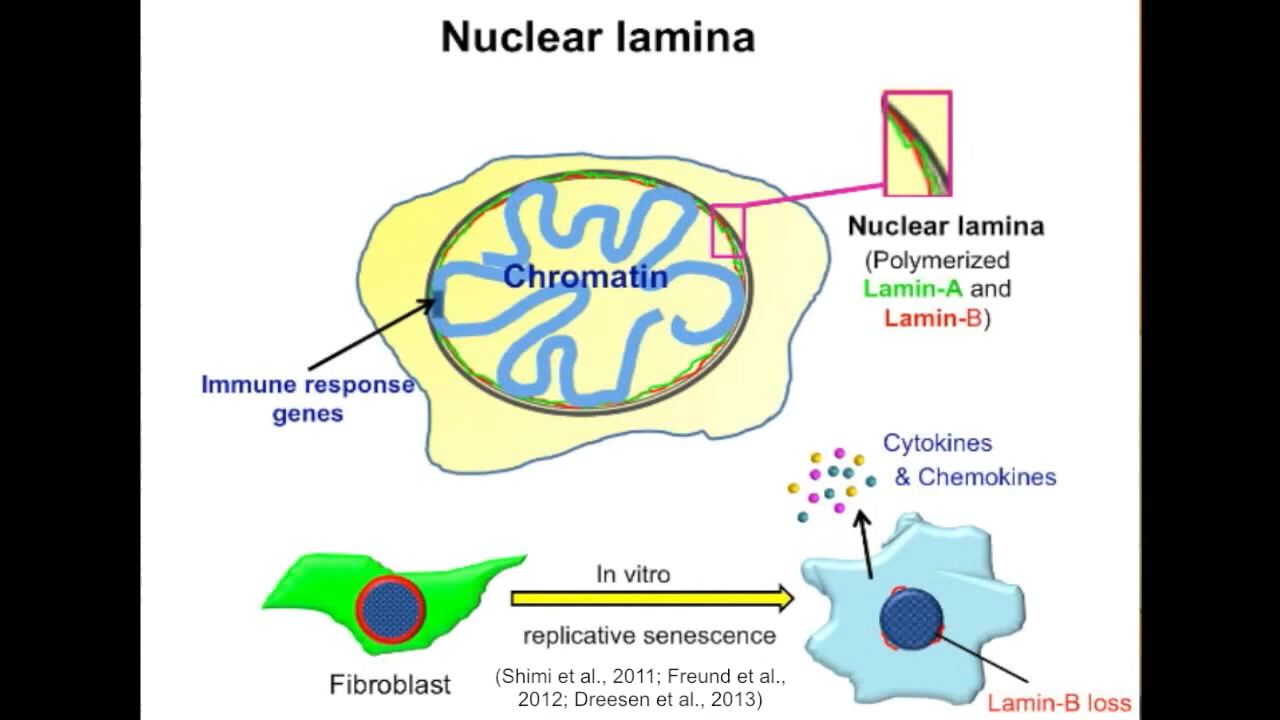 Nuclear lamina
Chromatin
Nuclear lamina
(Polymerized
Lamin-A and
Lamin-B)
Immune response
genes
Cytokines
& Chemokines
In vitro
replicative senescence
(Shimi et al., 2011; Freund et al.,
2012; Dreesen et al., 2013)
Fibroblast
Lamin-B loss